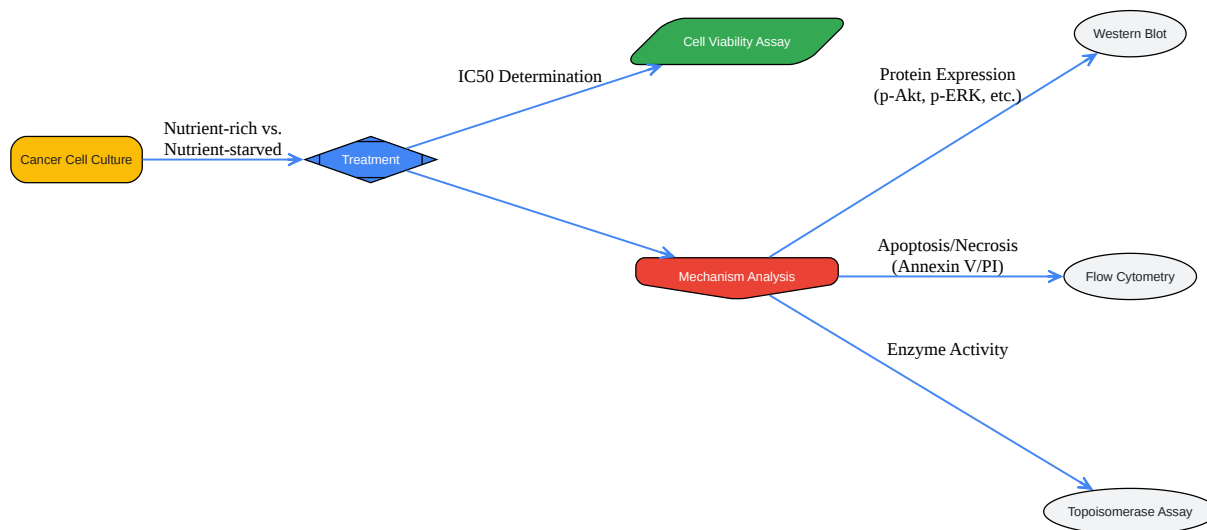 Cancer Cell Culture
Nutrient-rich vs.
Nutrient-starved
Treatment
IC50 Determination
Cell Viability Assay
Mechanism Analysis
Protein Expression
(p-Akt, p-ERK, etc.)
Western Blot
Apoptosis/Necrosis
(Annexin V/PI)
Flow Cytometry
Enzyme Activity
Topoisomerase Assay